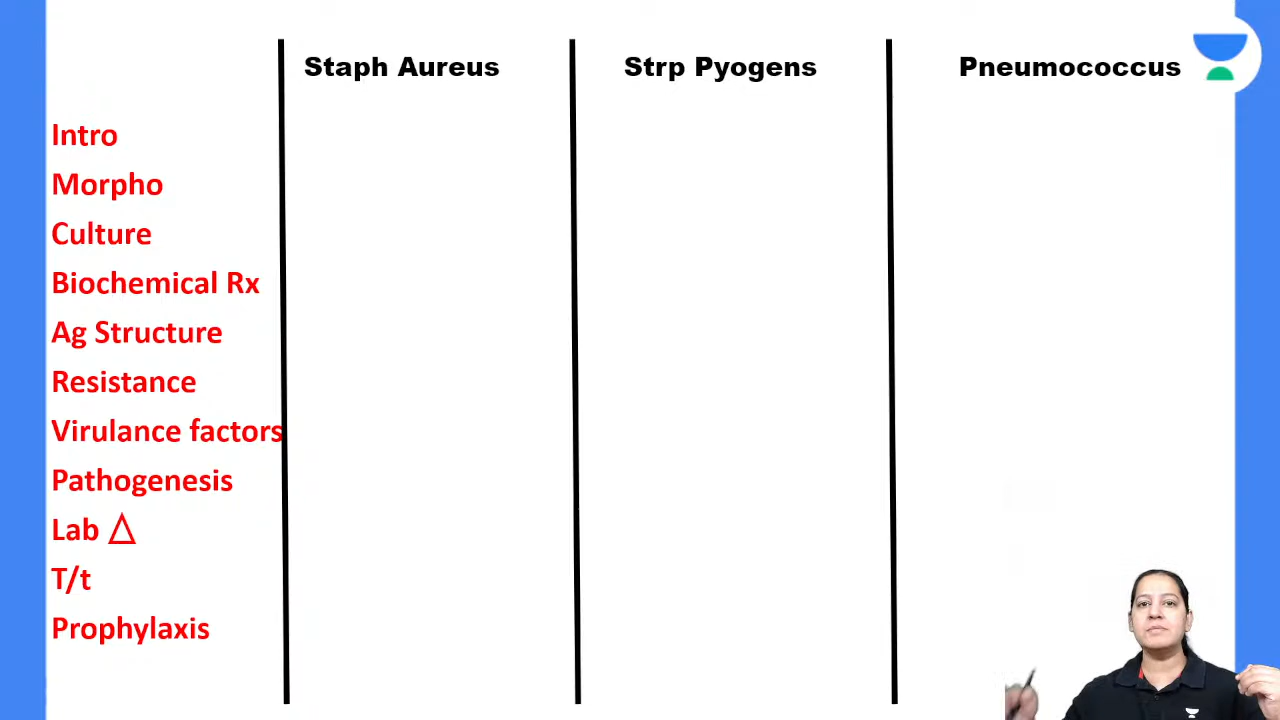 Staph Aureus
Strp Pyogens
Pneumococcus
Intro
Morpho
Culture
Biochemical Rx
Ag Structure
Resistance
Virulance factors
Pathogenesis
Lab △
T/t
Prophylaxis